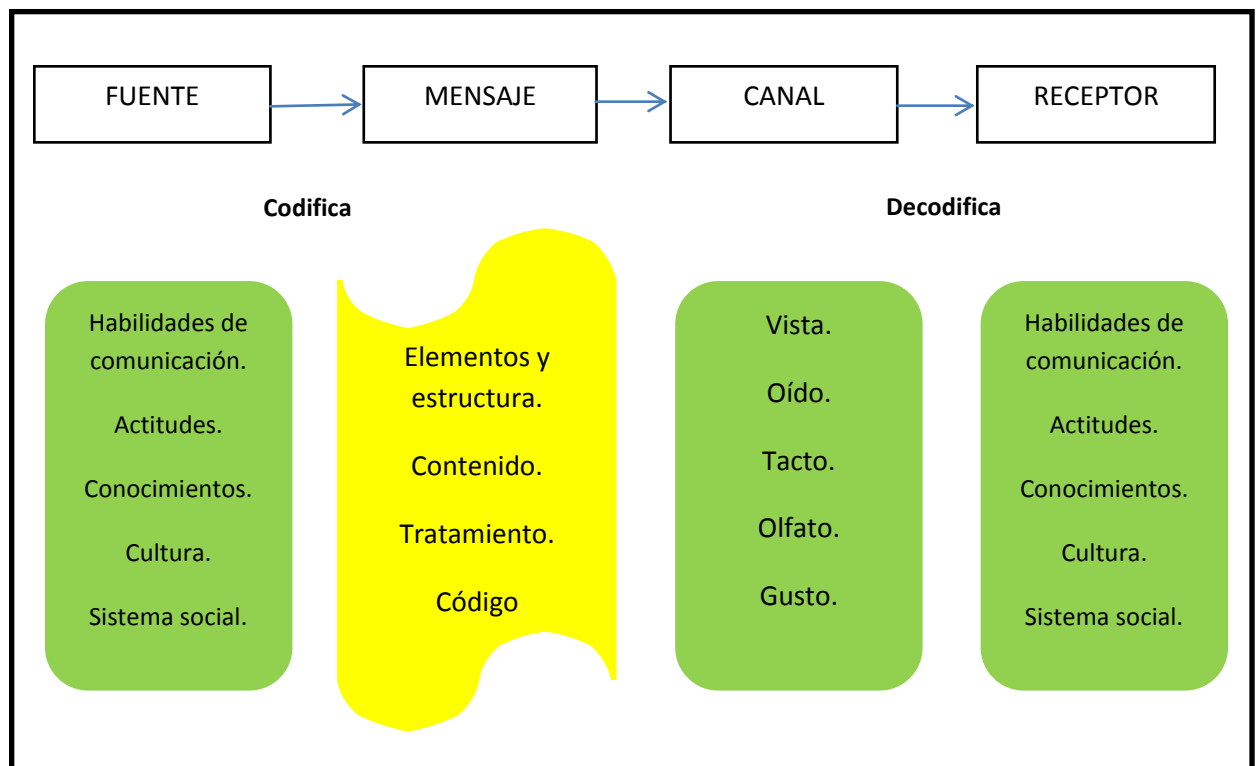 FUENTE
MENSAJE
CANAL
RECEPTOR
Codifica
Decodifica
Habilidades de
comunicación.
Actitudes.
Conocimientos.
Cultura.
Sistema social.
Elementos y
estructura.
Contenido.
Tratamiento.
Código
Vista.
Oído.
Tacto.
Olfato.
Gusto.
Habilidades de
comunicación.
Actitudes.
Conocimientos.
Cultura.
Sistema social.